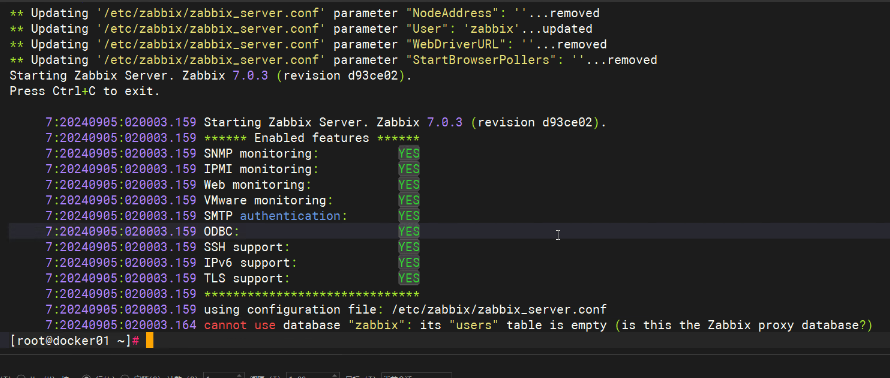 ** Updating '/etc/zabbix/zabbix_server.conf' parameter "NodeAddress": ''...removed
** Updating '/etc/zabbix/zabbix_server.conf' parameter "User": 'zabbix'...updated
** Updating '/etc/zabbix/zabbix_server.conf' parameter "WebDriverURL": ''...removed
** Updating '/etc/zabbix/zabbix_server.conf' parameter "StartBrowserPollers": ''...removed
Starting Zabbix Server. Zabbix 7.0.3 (revision d93ce02).
Press Ctrl+C to exit.
7:20240905:020003.159 Starting Zabbix Server. Zabbix 7.0.3 (revision d93ce02).
7:20240905:020003.159 ****** Enabled features ******
7:20240905:020003.159 SNMP monitoring: YES
7:20240905:020003.159 IPMI monitoring: YES
7:20240905:020003.159 Web monitoring: YES
7:20240905:020003.159 VMware monitoring: YES
7:20240905:020003.159 SMTP authentication: YES
7:20240905:020003.159 ODBC: YES
7:20240905:020003.159 SSH support: YES
7:20240905:020003.159 IPv6 support: YES
7:20240905:020003.159 TLS support: YES
7:20240905:020003.159 ******************************
7:20240905:020003.159 using configuration file: /etc/zabbix/zabbix_server.conf
7:20240905:020003.164 cannot use database "zabbix": its "users" table is empty (is this the Zabbix proxy database?)
[root@docker01 ~]#